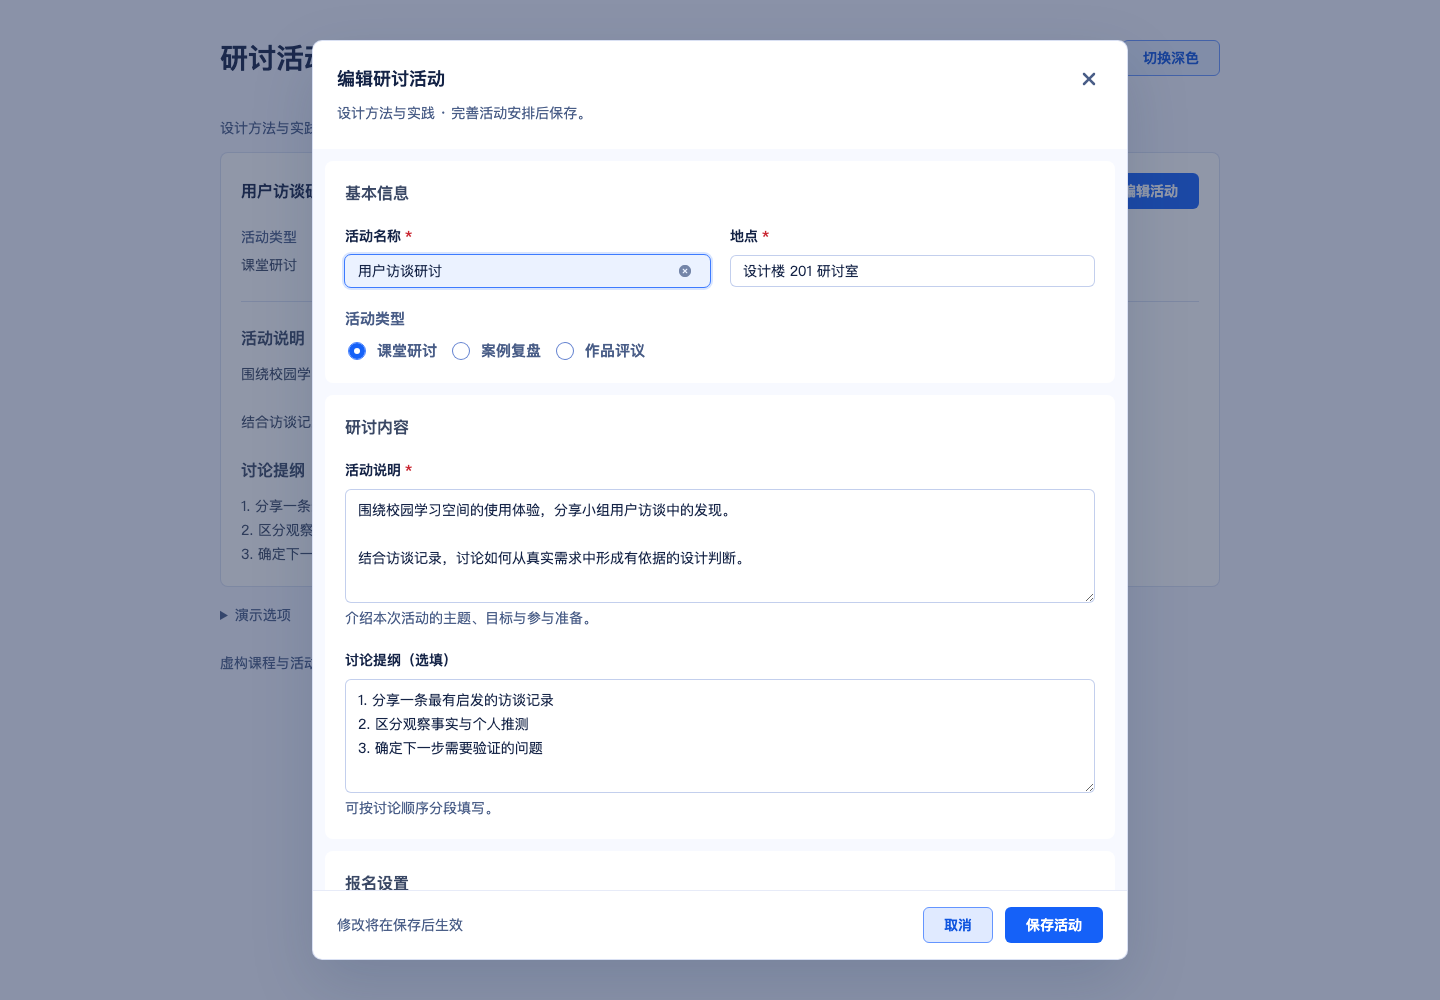 研讨活动
切换深色
编辑研讨活动
设计方法与实践 · 完善活动安排后保存。
设计方法与实践
基本信息
用户访谈研
编辑活动
活动名称 *
地点 *
活动类型
用户访谈研讨
设计楼 201 研讨室
课堂研讨
活动类型
课堂研讨
案例复盘
作品评议
活动说明
围绕校园学
研讨内容
结合访谈记
活动说明 *
讨论提纲
围绕校园学习空间的使用体验，分享小组用户访谈中的发现。
1. 分享一条
2. 区分观察
结合访谈记录，讨论如何从真实需求中形成有依据的设计判断。
3. 确定下一
演示选项
介绍本次活动的主题、目标与参与准备。
虚构课程与活动
讨论提纲（选填）
1. 分享一条最有启发的访谈记录
2. 区分观察事实与个人推测
3. 确定下一步需要验证的问题
可按讨论顺序分段填写。
报名设置
修改将在保存后生效
取消
保存活动